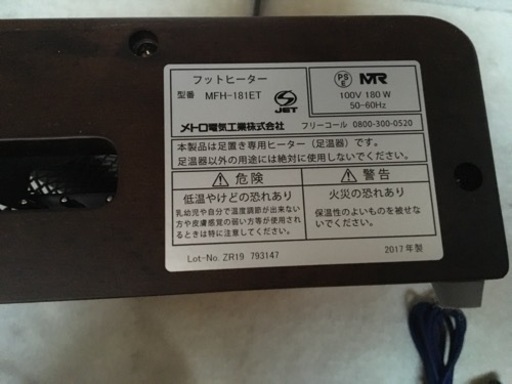 フットヒーター
型番 MFH-181ET
S JET
PS E MTR
100V 180W
50-60Hz
メトロ電気工業株式会社 フリーコール 0800-300-0520
本製品は足置き専用ヒーター（足温器）です。
足温器以外の用途には絶対に使用しないでください。
危険
低温やけどの恐れあり
乳幼児や自分で温度調節が出来ない
方や皮膚感覚の弱い方等が使用され
るときは特に注意してください。
警告
火災の恐れあり
保温性のよいものを被せな
いでください。
Lot-No. ZR19 793147
2017年製